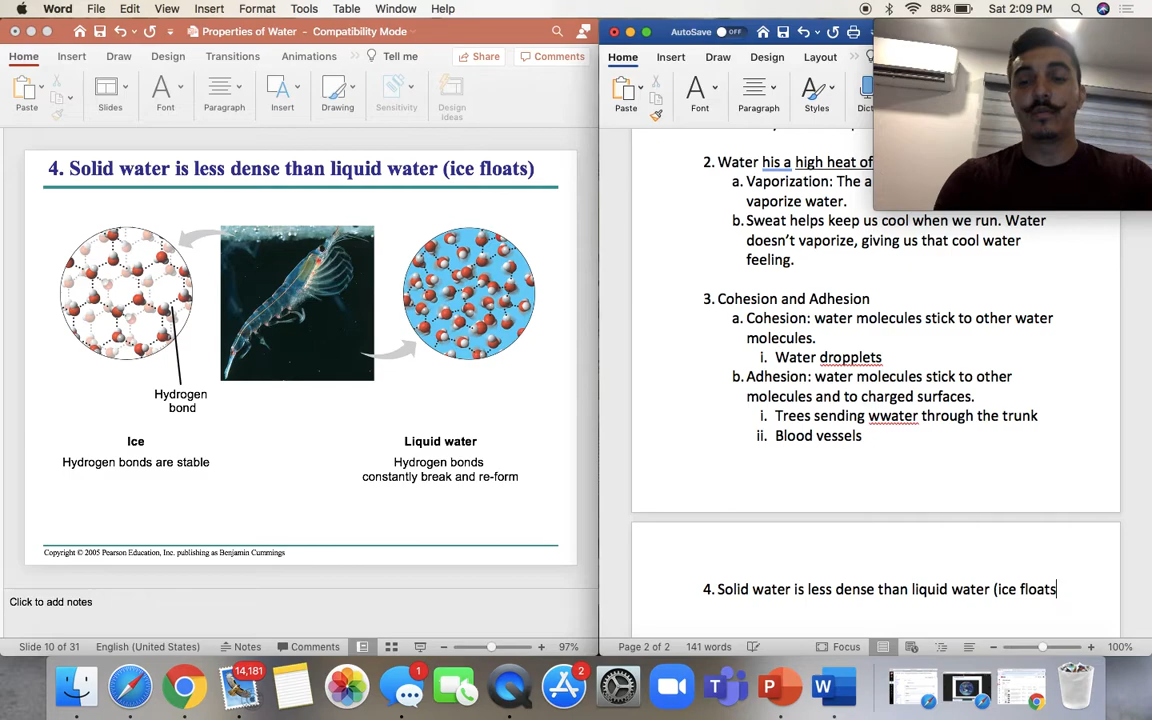 Word File Edit View Insert Format Tools Table Window Help 88% Sat 2:09 PM
Properties of Water - Compatibility Mode
Home Insert Draw Design Transitions Animations Tell me Share Comments
Paste Slides Font Paragraph Insert Drawing Sensitivity Design Ideas
4. Solid water is less dense than liquid water (ice floats)
Hydrogen
bond
Ice
Hydrogen bonds are stable
Liquid water
Hydrogen bonds
constantly break and re-form
Copyright © 2005 Pearson Education, Inc. publishing as Benjamin Cummings
Click to add notes
Slide 10 of 31 English (United States) Notes Comments 97%
AutoSave OFF
Home Insert Draw Design Layout
Paste Font Paragraph Styles
2. Water his a high heat of
a. Vaporization: The a
vaporize water.
b. Sweat helps keep us cool when we run. Water
doesn’t vaporize, giving us that cool water
feeling.
3. Cohesion and Adhesion
a. Cohesion: water molecules stick to other water
molecules.
i. Water dropplets
b. Adhesion: water molecules stick to other
molecules and to charged surfaces.
i. Trees sending wwater through the trunk
ii. Blood vessels
4. Solid water is less dense than liquid water (ice floats
Page 2 of 2 141 words Focus 100%
14,181 1 2